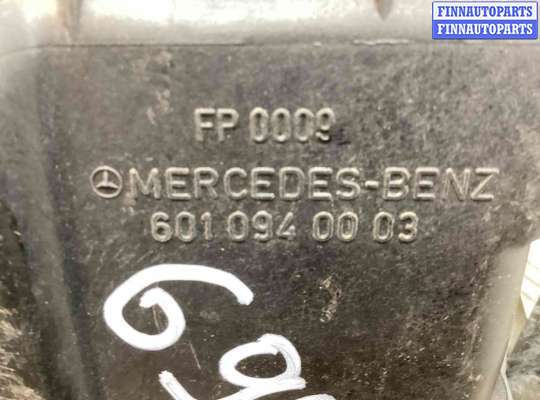 FINNAUTOPARTS
FINNAUTOPARTS
FP 0009
MERCEDES-BENZ
601 094 00 03